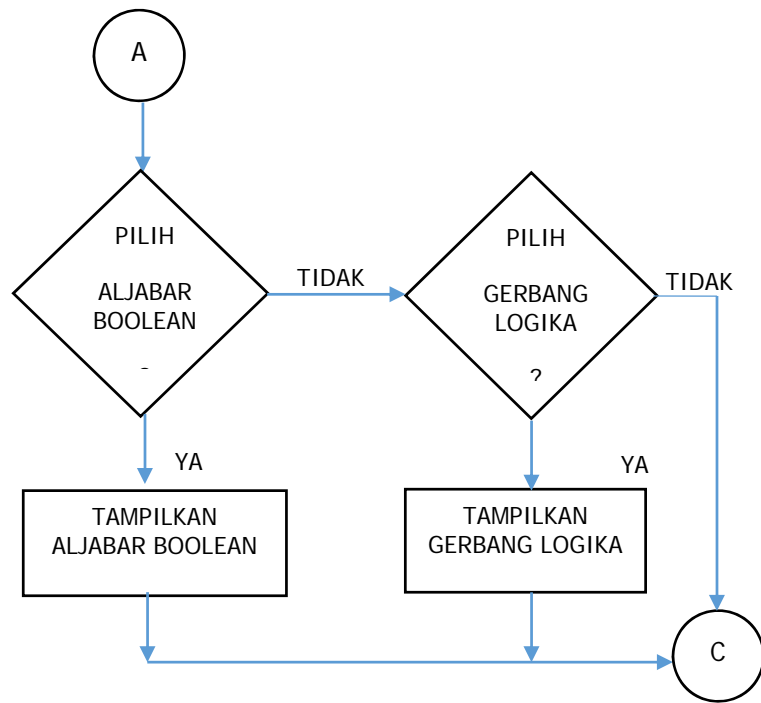 A
PILIH
ALJABAR
BOOLEAN
TIDAK
PILIH
GERBANG
LOGIKA
?
TIDAK
YA
TAMPILKAN
ALJABAR BOOLEAN
YA
TAMPILKAN
GERBANG LOGIKA
C